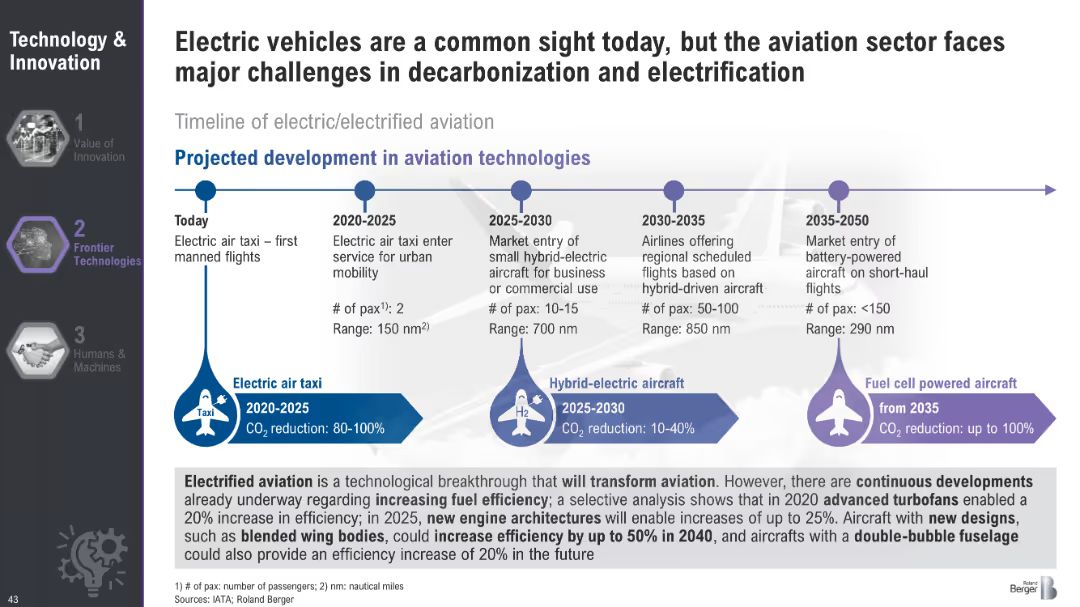 Technology &
Innovation
1
Value of
Innovation
2
Frontier
Technologies
3
Humans &
Machines
43
Electric vehicles are a common sight today, but the aviation sector faces
major challenges in decarbonization and electrification
Timeline of electric/electrified aviation
Projected development in aviation technologies
Today
Electric air taxi – first
manned flights
2020-2025
Electric air taxi enter
service for urban
mobility
# of pax1): 2
Range: 150 nm2)
2025-2030
Market entry of
small hybrid-electric
aircraft for business
or commercial use
# of pax: 10-15
Range: 700 nm
2030-2035
Airlines offering
regional scheduled
flights based on
hybrid-driven aircraft
# of pax: 50-100
Range: 850 nm
2035-2050
Market entry of
battery-powered
aircraft on short-haul
flights
# of pax: <150
Range: 290 nm
Taxi
Electric air taxi
2020-2025
CO2 reduction: 80-100%
H2
Hybrid-electric aircraft
2025-2030
CO2 reduction: 10-40%
Fuel cell powered aircraft
from 2035
CO2 reduction: up to 100%
Electrified aviation is a technological breakthrough that will transform aviation. However, there are continuous developments
already underway regarding increasing fuel efficiency; a selective analysis shows that in 2020 advanced turbofans enabled a
20% increase in efficiency; in 2025, new engine architectures will enable increases of up to 25%. Aircraft with new designs,
such as blended wing bodies, could increase efficiency by up to 50% in 2040, and aircrafts with a double-bubble fuselage
could also provide an efficiency increase of 20% in the future
1) # of pax: number of passengers; 2) nm: nautical miles
Sources: IATA; Roland Berger
Roland
Berger
B